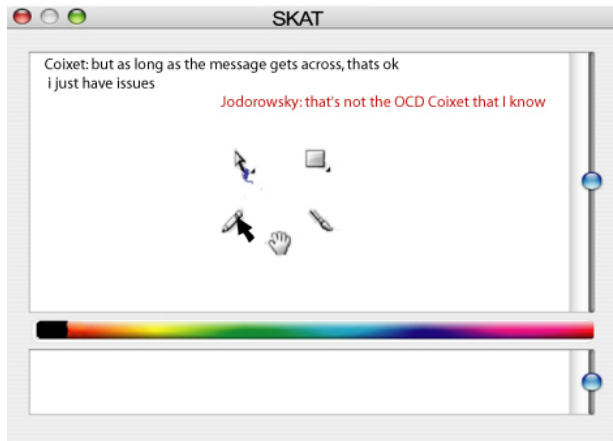 SKAT
Coixet: but as long as the message gets across, thats ok
i just have issues
Jodorowsky: that's not the OCD Coixet that I know